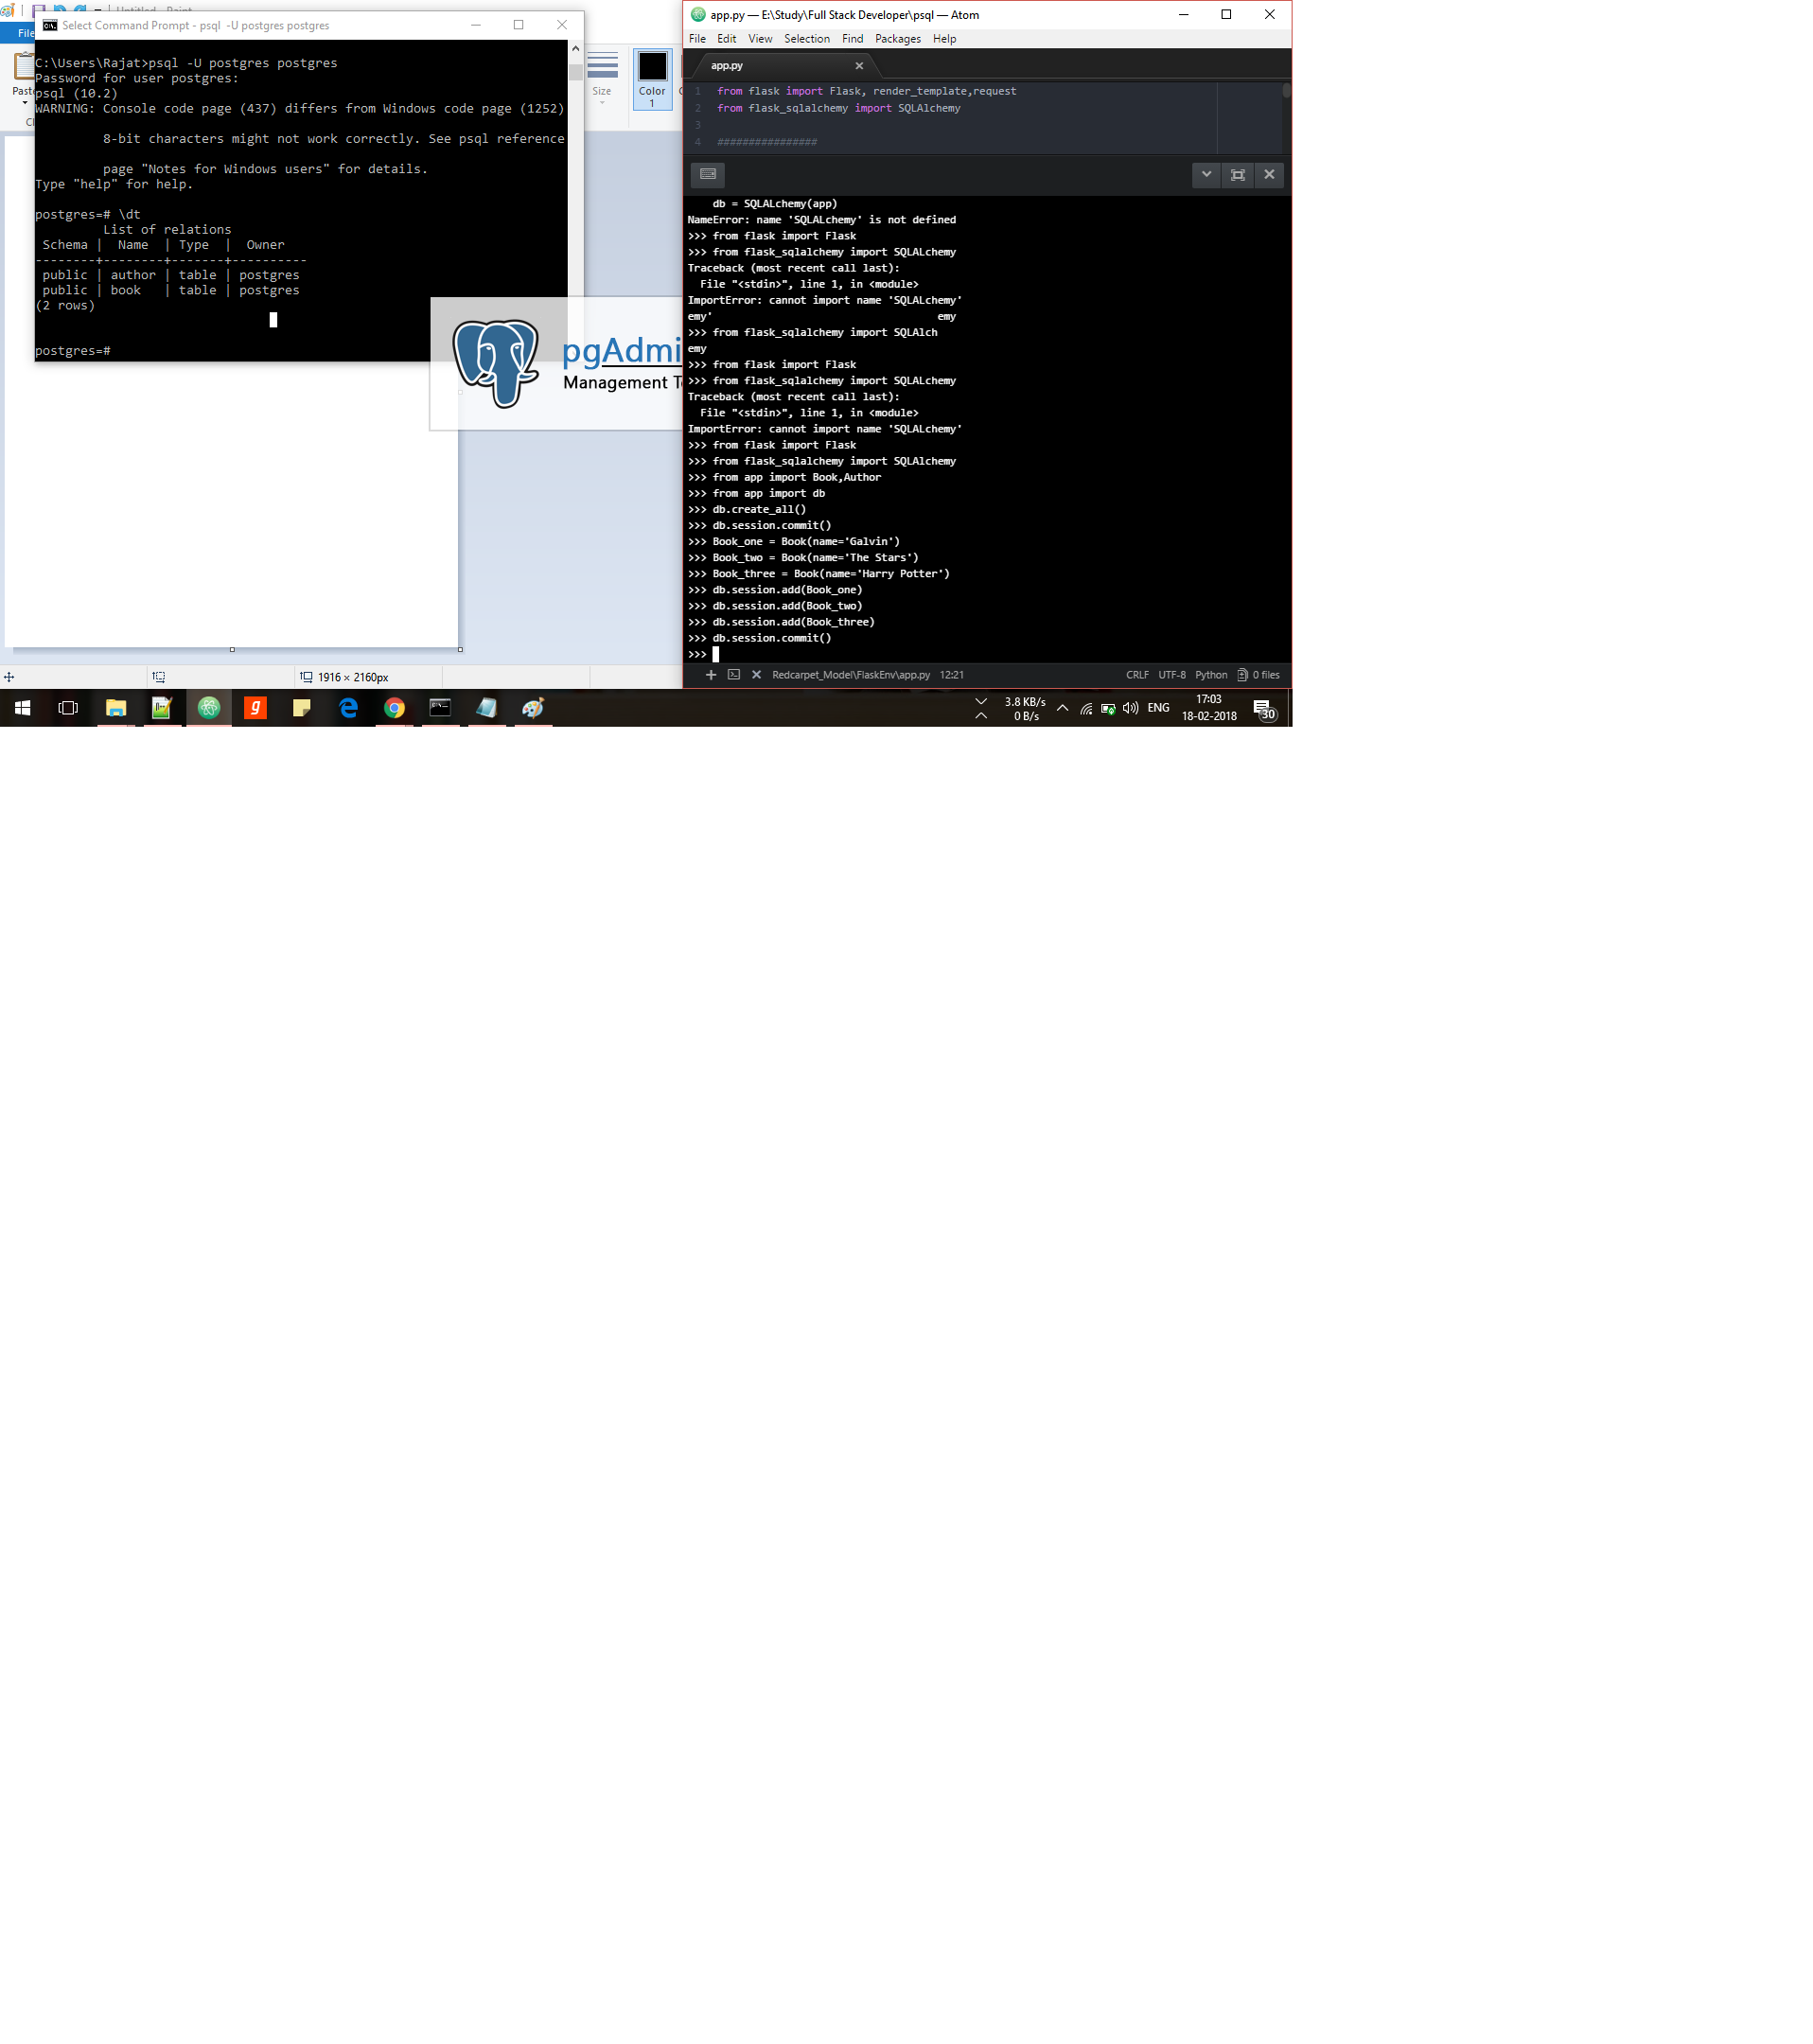 Untitled - Paint
File
Paste
Size
Color
1
Select Command Prompt - psql  -U postgres postgres
C:\Users\Rajat>psql -U postgres postgres
Password for user postgres:
psql (10.2)
WARNING: Console code page (437) differs from Windows code page (1252)
8-bit characters might not work correctly. See psql reference
page "Notes for Windows users" for details.
Type "help" for help.
postgres=# \dt
List of relations
Schema |  Name  | Type  |  Owner
--------+--------+-------+----------
public | author | table | postgres
public | book   | table | postgres
(2 rows)
postgres=#
pgAdmi
Management T
1916 × 2160px
app.py — E:\Study\Full Stack Developer\psql — Atom
File Edit View Selection Find Packages Help
app.py
1 from flask import Flask, render_template,request
2 from flask_sqlalchemy import SQLAlchemy
3
4 ################
db = SQLALchemy(app)
NameError: name 'SQLALchemy' is not defined
>>> from flask import Flask
>>> from flask_sqlalchemy import SQLALchemy
Traceback (most recent call last):
File "<stdin>", line 1, in <module>
ImportError: cannot import name 'SQLALchemy'
emy' emy
>>> from flask_sqlalchemy import SQLAlch
emy
>>> from flask import Flask
>>> from flask_sqlalchemy import SQLALchemy
Traceback (most recent call last):
File "<stdin>", line 1, in <module>
ImportError: cannot import name 'SQLALchemy'
>>> from flask import Flask
>>> from flask_sqlalchemy import SQLAlchemy
>>> from app import Book,Author
>>> from app import db
>>> db.create_all()
>>> db.session.commit()
>>> Book_one = Book(name='Galvin')
>>> Book_two = Book(name='The Stars')
>>> Book_three = Book(name='Harry Potter')
>>> db.session.add(Book_one)
>>> db.session.add(Book_two)
>>> db.session.add(Book_three)
>>> db.session.commit()
>>>
Redcarpet_Model\FlaskEnv\app.py 12:21 CRLF UTF-8 Python 0 files
3.8 KB/s
0 B/s
ENG
17:03
18-02-2018
30